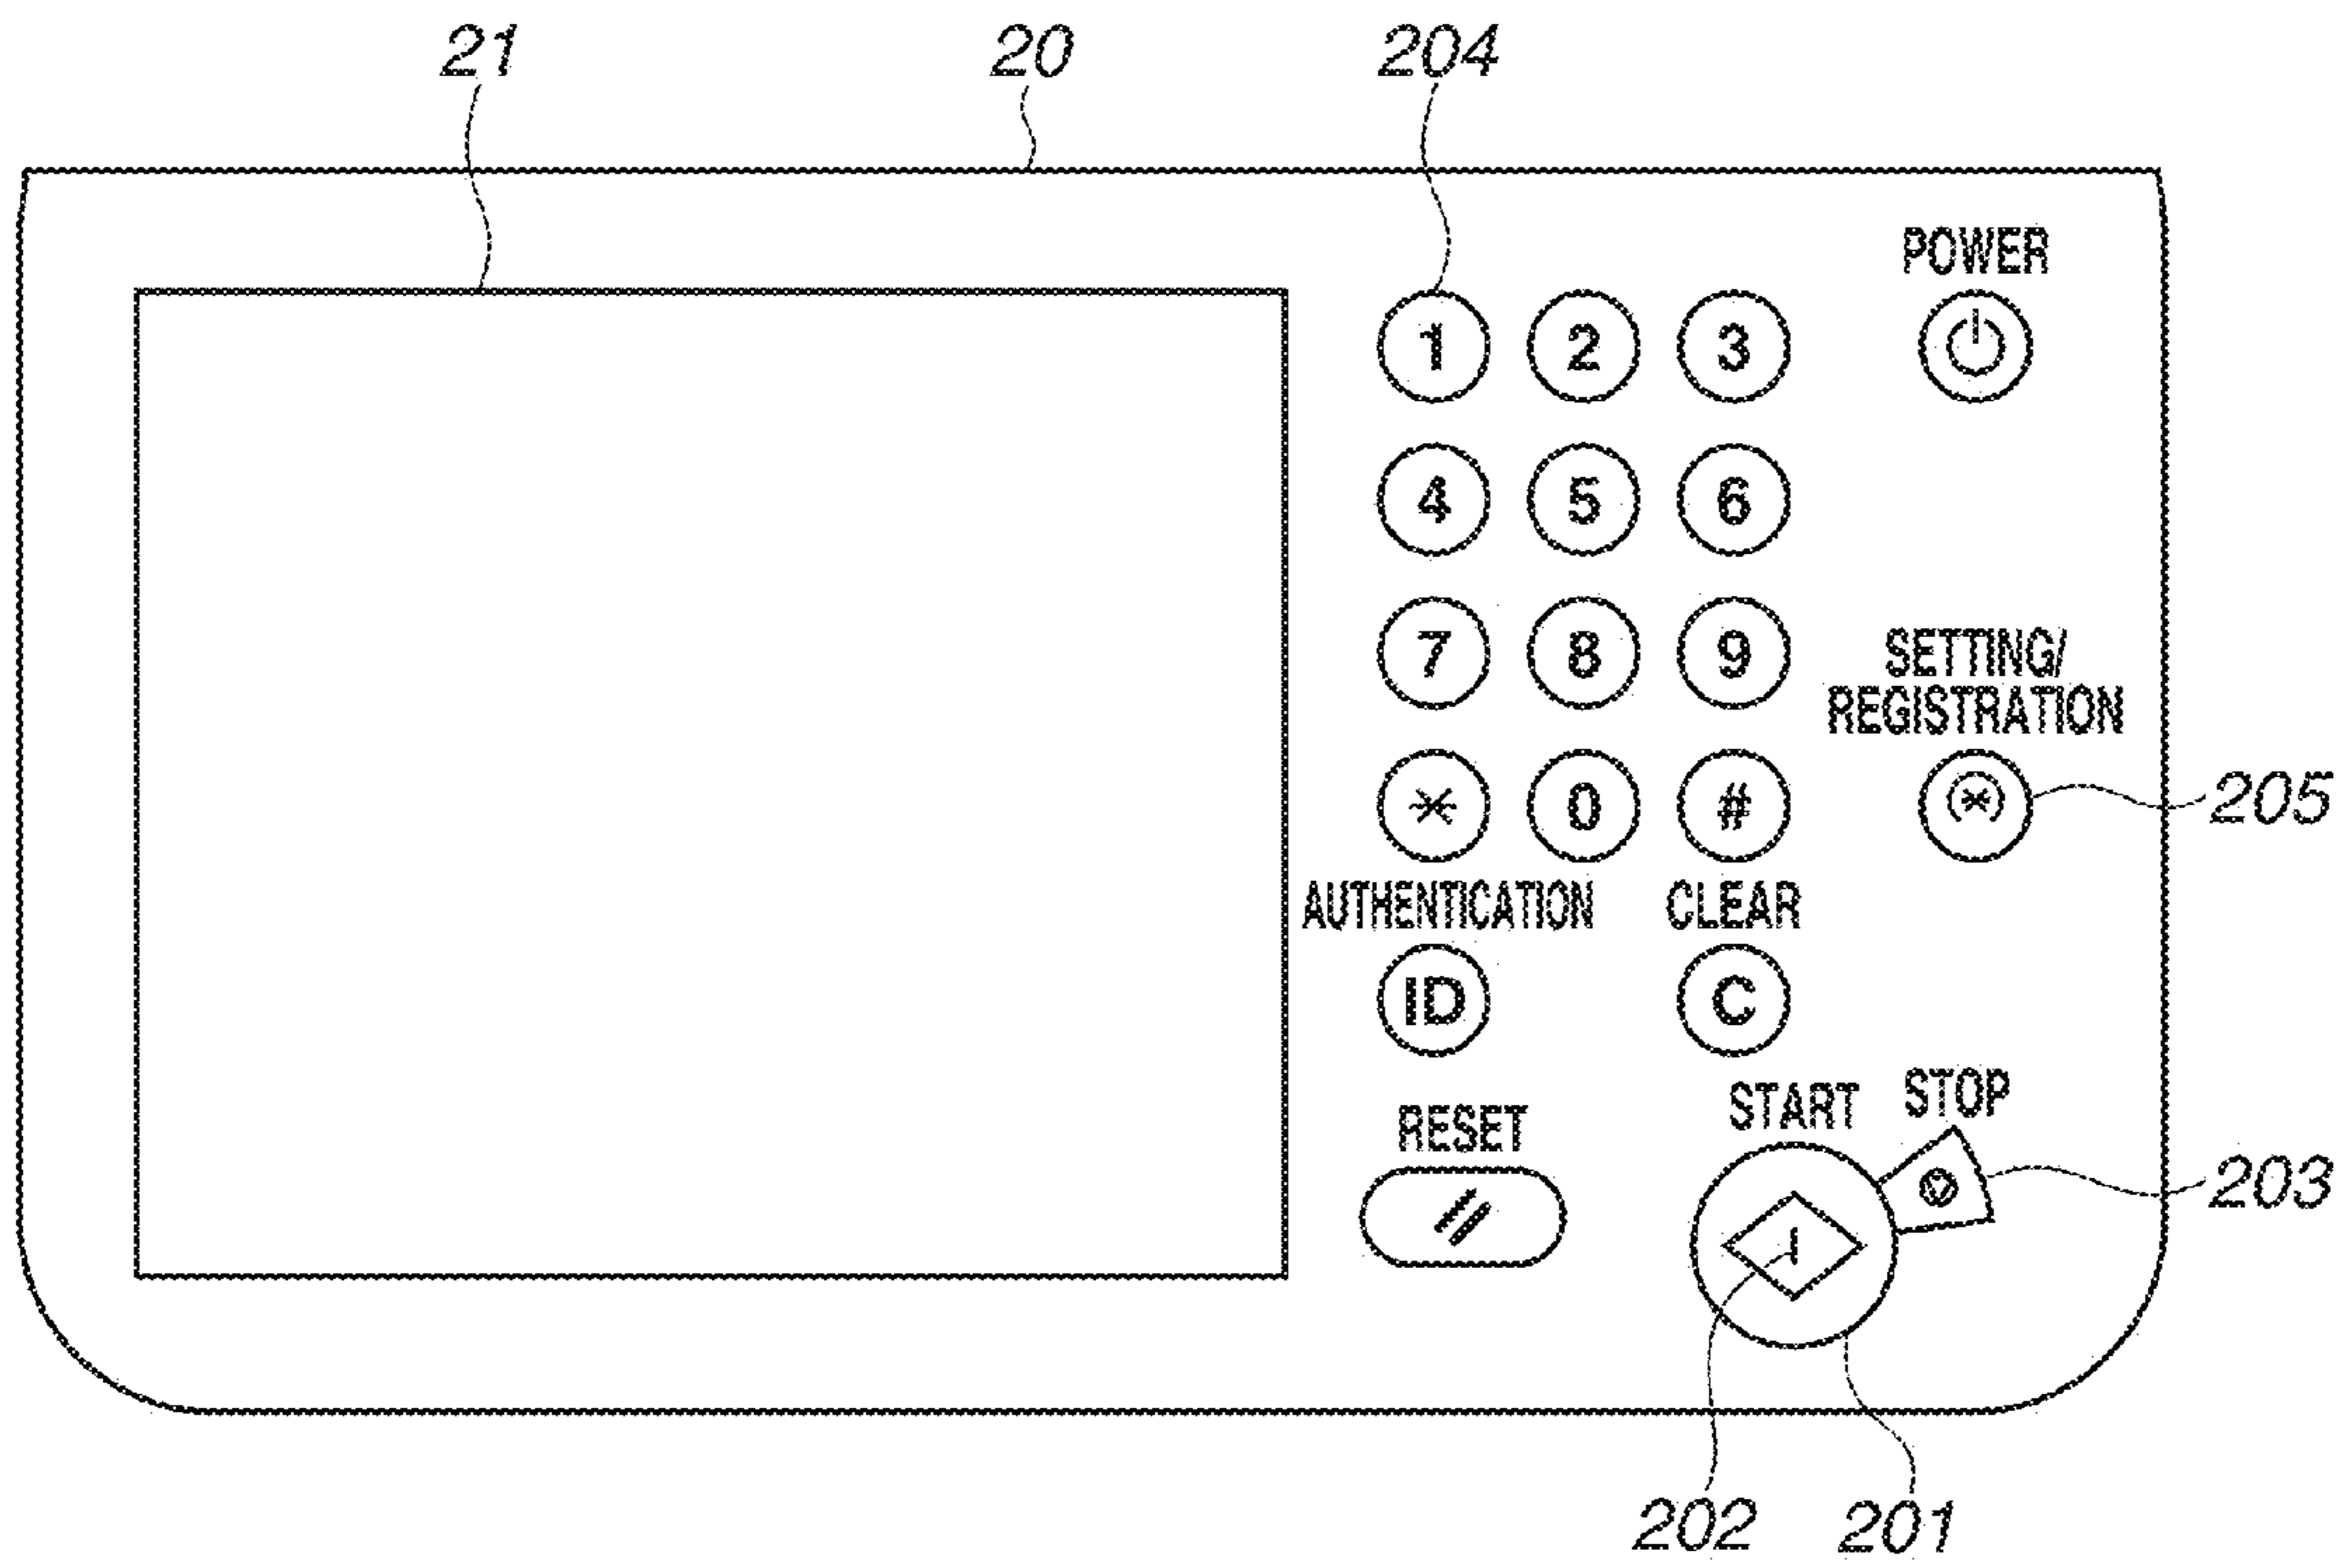 21 20 204
POWER
1 2 3
4 5 6
SETTING/
7 8 9
REGISTRATION
* 0 #
205
AUTHENTICATION CLEAR
ID C
START STOP
RESET
203
202 201